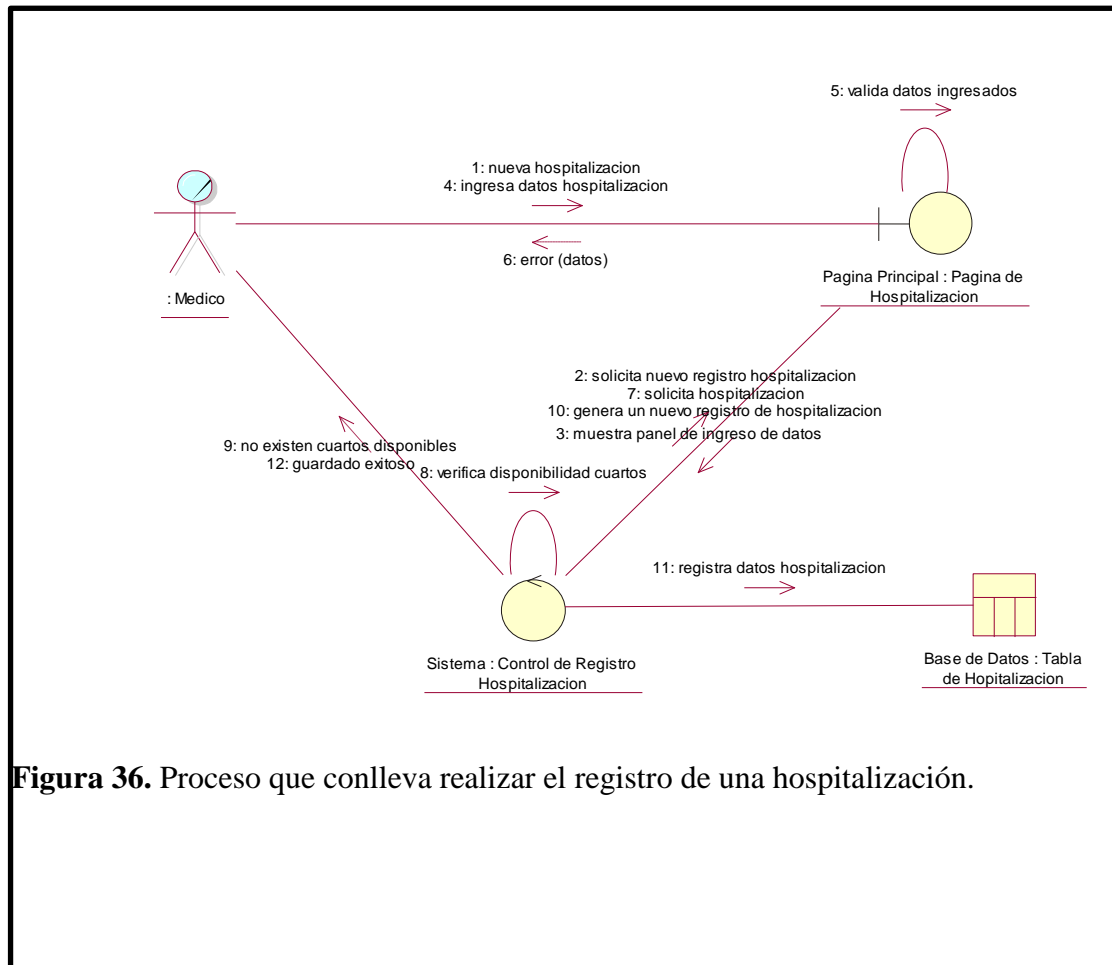 5: valida datos ingresados
1: nueva hospitalizacion
4: ingresa datos hospitalizacion
6: error (datos)
: Medico
Pagina Principal : Pagina de
Hospitalizacion
2: solicita nuevo registro hospitalizacion
7: solicita hospitalizacion
10: genera un nuevo registro de hospitalizacion
3: muestra panel de ingreso de datos
9: no existen cuartos disponibles
12: guardado exitoso
8: verifica disponibilidad cuartos
11: registra datos hospitalizacion
Sistema : Control de Registro
Hospitalizacion
Base de Datos : Tabla
de Hopitalizacion
Figura 36. Proceso que conlleva realizar el registro de una hospitalización.